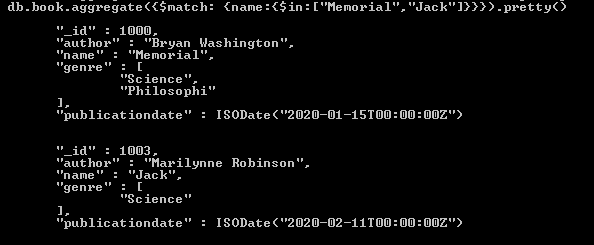 db.book.aggregate({$match: {name:{$in:["Memorial","Jack"]}}}).pretty()
"_id" : 1000,
"author" : "Bryan Washington",
"name" : "Memorial",
"genre" : [
"Science",
"Philosophi"
],
"publicationdate" : ISODate("2020-01-15T00:00:00Z")
"_id" : 1003,
"author" : "Marilynne Robinson",
"name" : "Jack",
"genre" : [
"Science"
],
"publicationdate" : ISODate("2020-02-11T00:00:00Z")